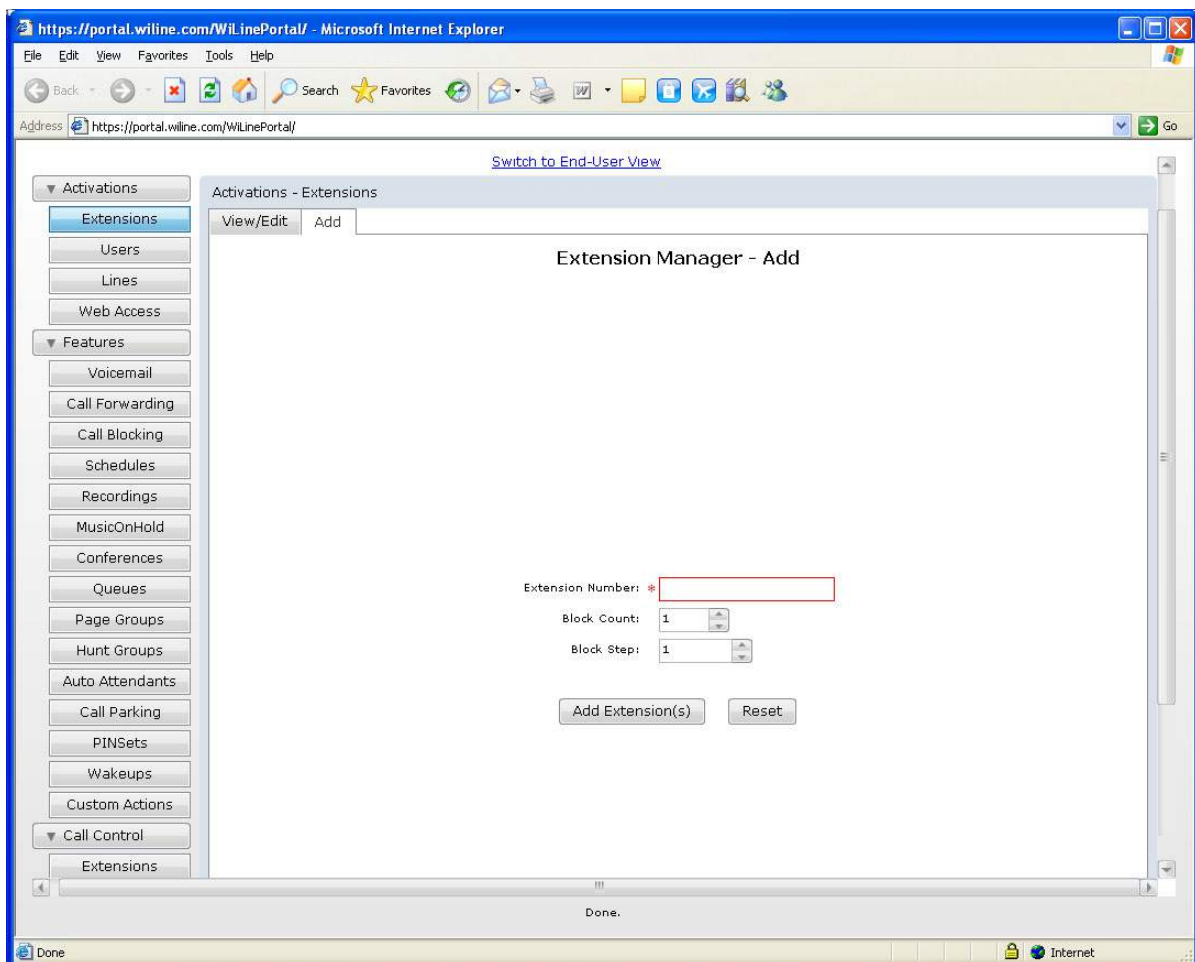 https://portal.wiline.com/WiLinePortal/ - Microsoft Internet Explorer
File Edit View Favorites Tools Help
Back Search Favorites
Address https://portal.wiline.com/WiLinePortal/ Go
Switch to End-User View
Activations
Extensions
Users
Lines
Web Access
Features
Voicemail
Call Forwarding
Call Blocking
Schedules
Recordings
MusicOnHold
Conferences
Queues
Page Groups
Hunt Groups
Auto Attendants
Call Parking
PINSets
Wakeups
Custom Actions
Call Control
Extensions
Activations - Extensions
View/Edit Add
Extension Manager - Add
Extension Number: *
Block Count: 1
Block Step: 1
Add Extension(s) Reset
Done.
Done Internet